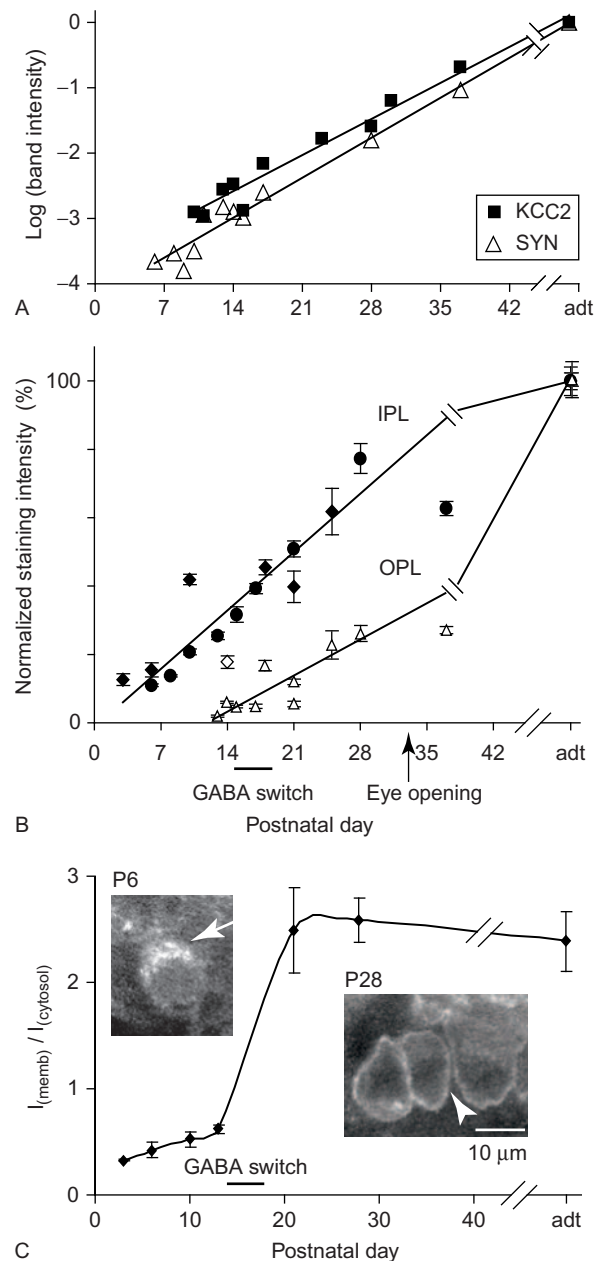 0
–1
–2
–3
–4
Log (band intensity)
KCC2
SYN
A
0 7 14 21 28 35 42 adt
100
0
Normalized staining intensity (%)
IPL
OPL
0 7 14 21 28 35 42 adt
GABA switch
Eye opening
B
Postnatal day
3
2
1
0
I(memb) / I(cytosol)
P6
P28
10 µm
GABA switch
0 10 20 30 40 adt
C
Postnatal day